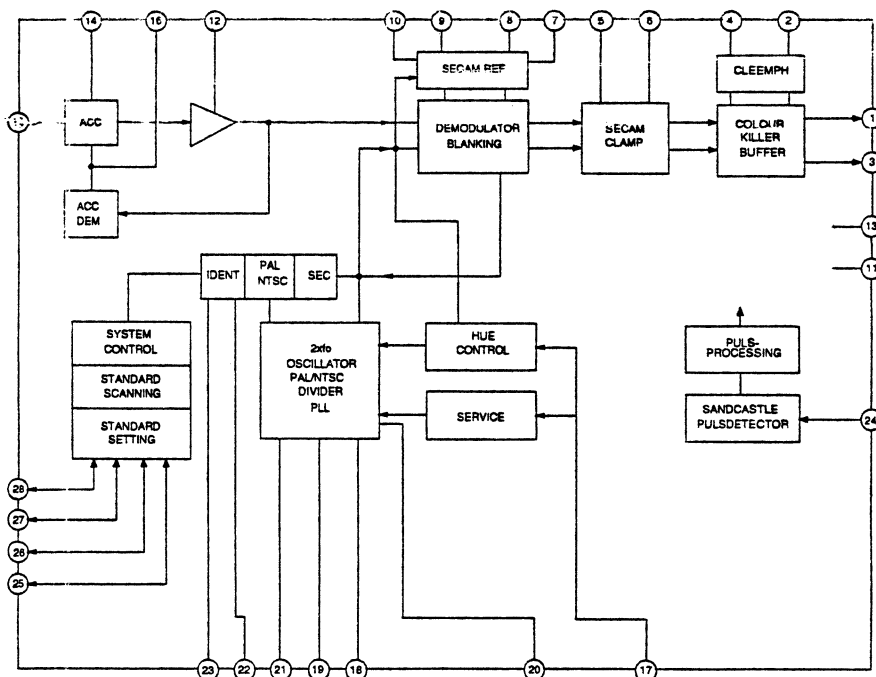 14 16 12 10 9 8 7 5 6 4 2
SECAM REF
CLEEMPH
ACC
DEMODULATOR
BLANKING
SECAM
CLAMP
COLOUR
KILLER
BUFFER
1
3
ACC
DEM
13
11
IDENT
PAL
NTSC
SEC
SYSTEM
CONTROL
STANDARD
SCANNING
STANDARD
SETTING
2xfo
OSCILLATOR
PAL/NTSC
DIVIDER
PLL
HUE
CONTROL
SERVICE
PULS-
PROCESSING
SANDCASTLE
PULSDETECTOR
24
28
27
26
25
23 22 21 19 18 20 17